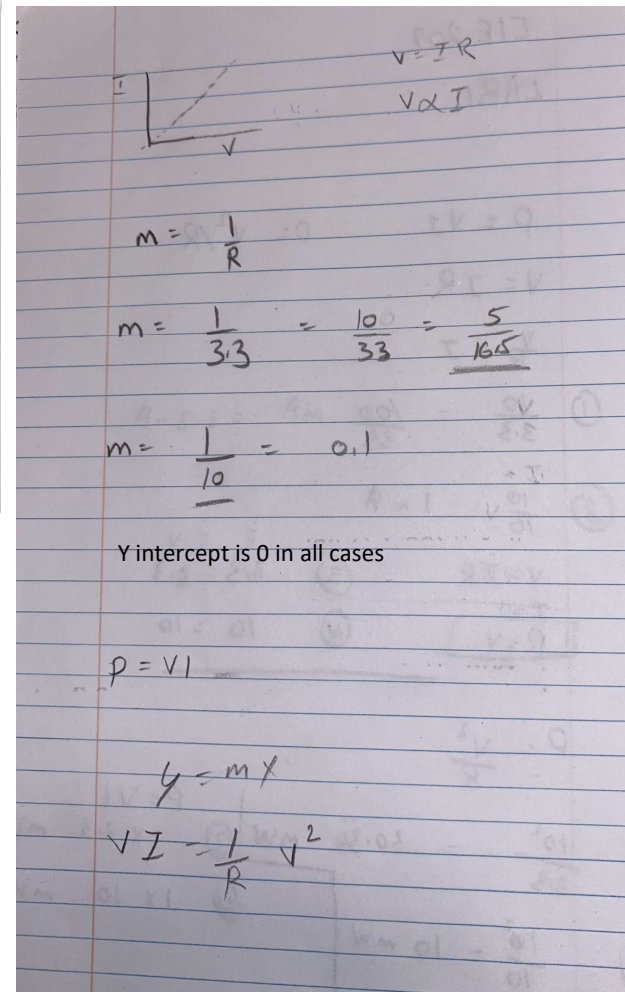 V = I R
I
V ∝ I
V
m = 1/R
m = 1/3.3 = 10/33 = 5/16.5
m = 1/10 = 0.1
Y intercept is 0 in all cases
P = VI
y = mx
VI = 1/R V²